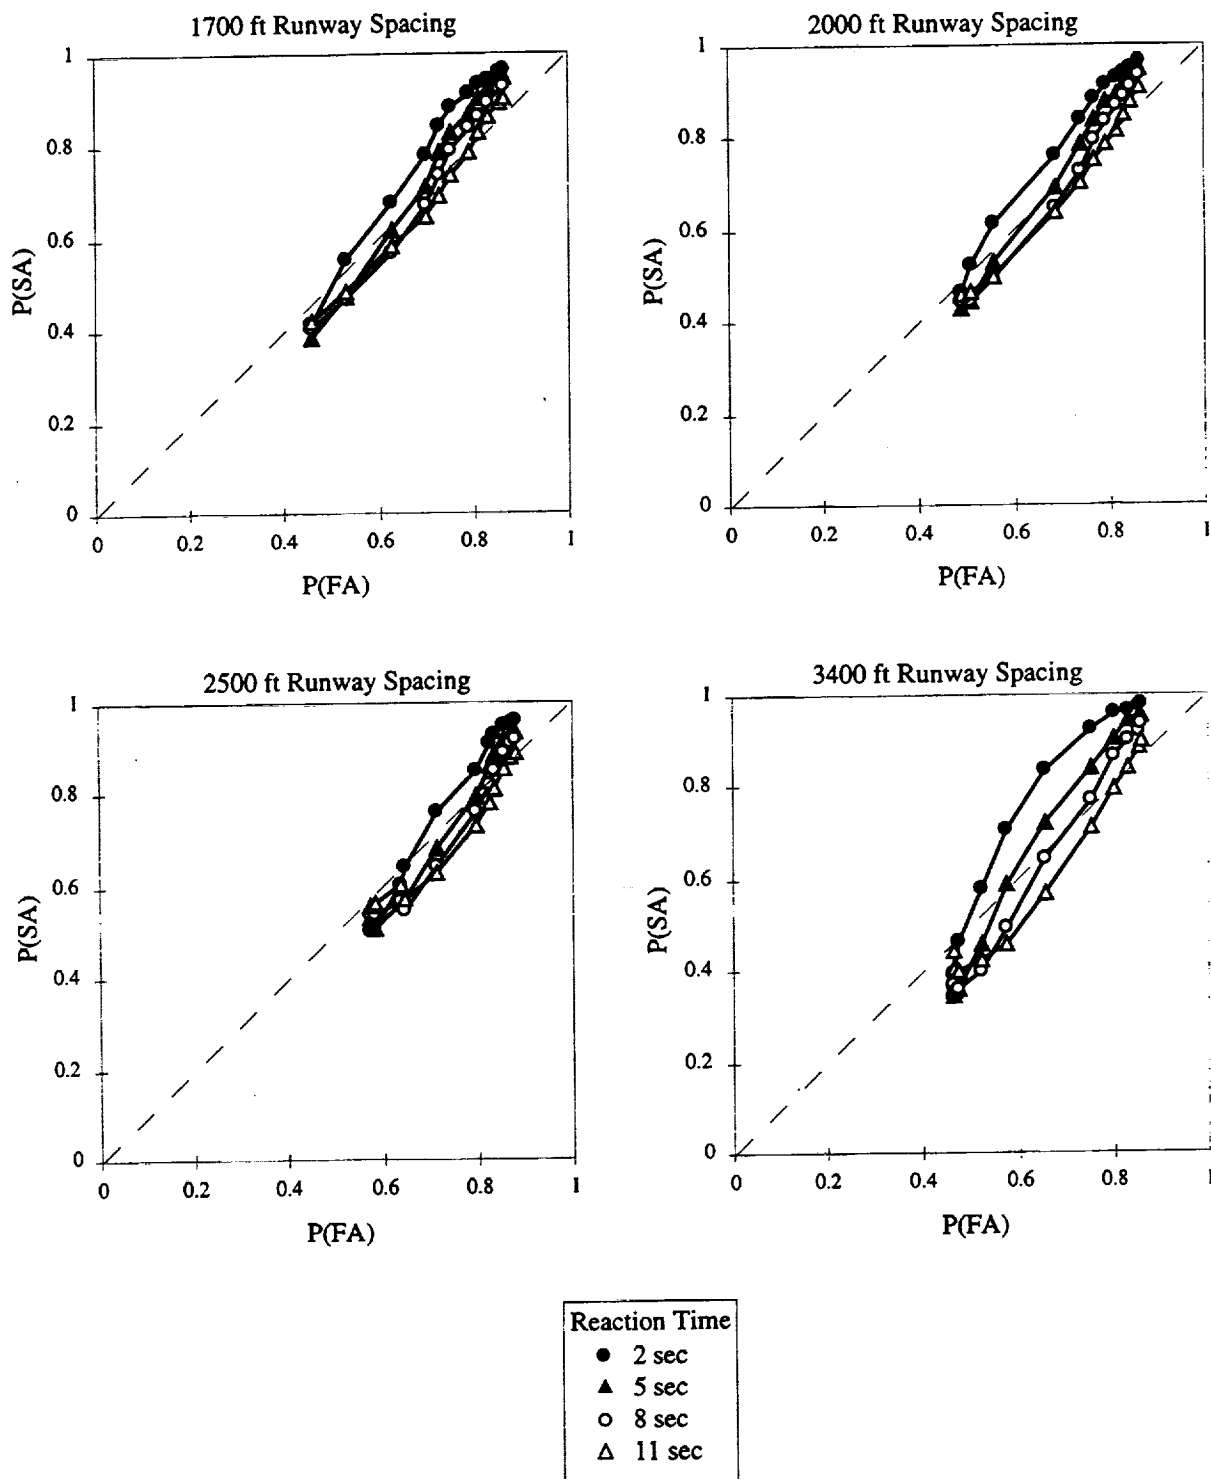 1700 ft Runway Spacing
1
0.8
0.6
0.4
0.2
0
P(SA)
0 0.2 0.4 0.6 0.8 1
P(FA)
2000 ft Runway Spacing
1
0.8
0.6
0.4
0.2
0
P(SA)
0 0.2 0.4 0.6 0.8 1
P(FA)
2500 ft Runway Spacing
1
0.8
0.6
0.4
0.2
0
P(SA)
0 0.2 0.4 0.6 0.8 1
P(FA)
3400 ft Runway Spacing
1
0.8
0.6
0.4
0.2
0
P(SA)
0 0.2 0.4 0.6 0.8 1
P(FA)
Reaction Time
2 sec
5 sec
8 sec
11 sec